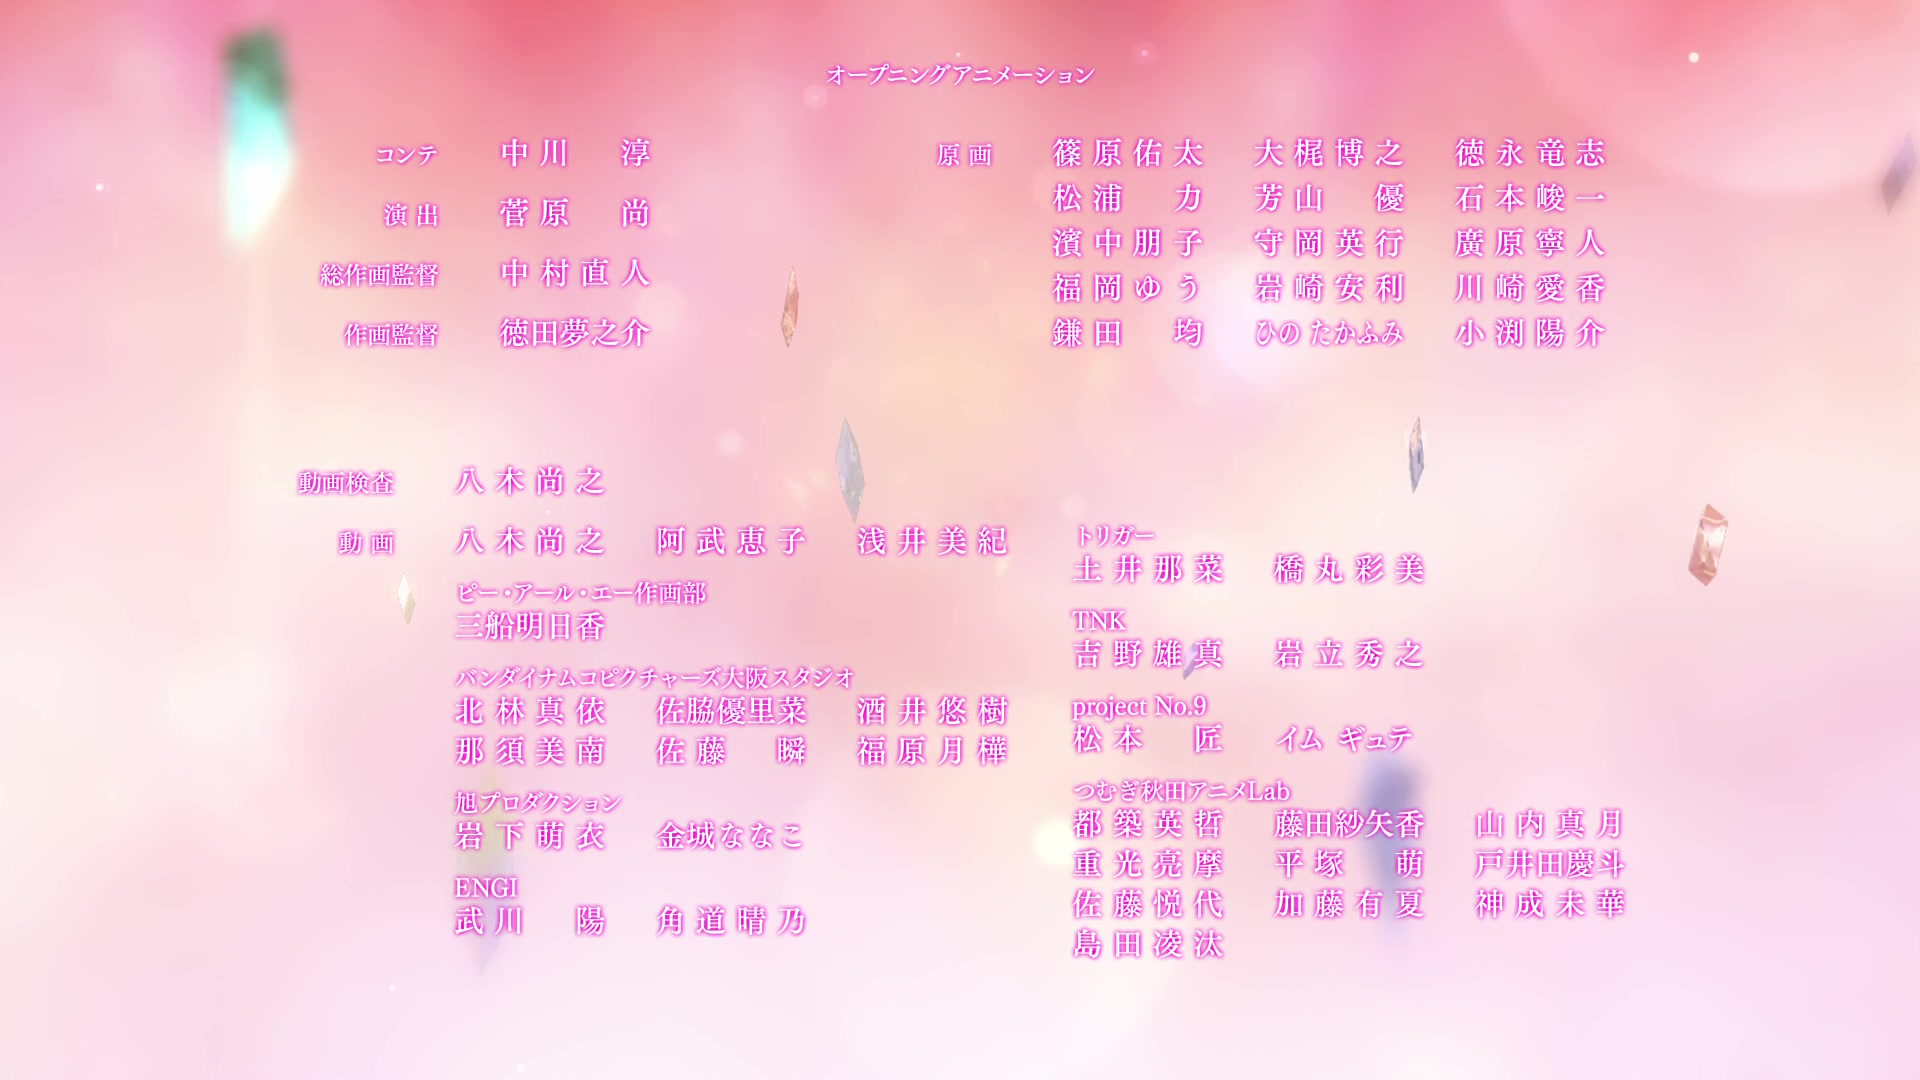 オープニングアニメーション
コンテ 中川 淳
演出 菅原 尚
総作画監督 中村直人
作画監督 徳田夢之介
原画 篠原佑太 大梶博之 徳永竜志
松浦 力 芳山 優 石本峻一
濱中朋子 守岡英行 廣原寧人
福岡ゆう 岩崎安利 川崎愛香
鎌田 均 ひの たかふみ 小渕陽介
動画検査 八木尚之
動画 八木尚之 阿武恵子 浅井美紀
ピー・アール・エー作画部
三船明日香
バンダイナムコピクチャーズ大阪スタジオ
北林真依 佐脇優里菜 酒井悠樹
那須美南 佐藤 瞬 福原月樺
旭プロダクション
岩下萌衣 金城ななこ
ENGI
武川 陽 角道晴乃
トリガー
土井那菜 橋丸彩美
TNK
吉野雄真 岩立秀之
project No.9
松本 匠 イム ギュテ
つむぎ秋田アニメLab
都築英哲 藤田紗矢香 山内真月
重光亮摩 平塚 萌 戸井田慶斗
佐藤悦代 加藤有夏 神成未華
島田凌汰